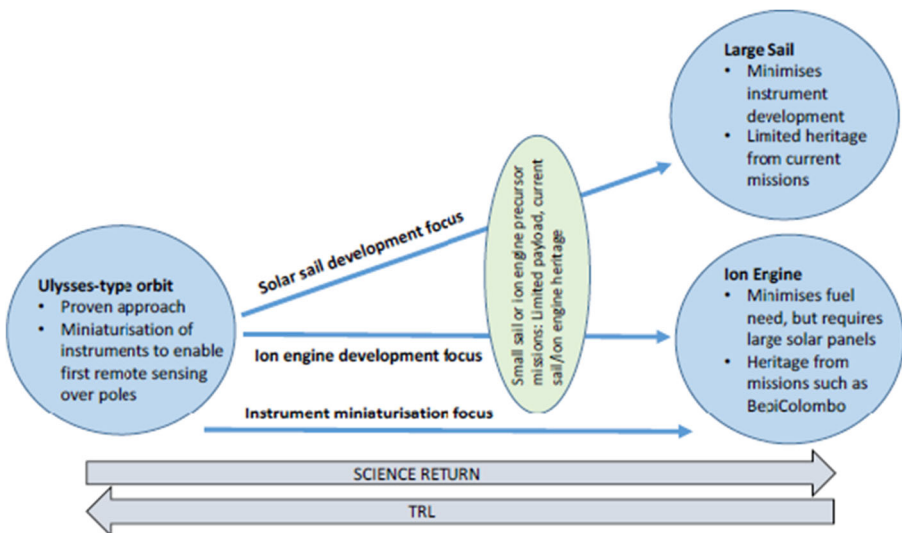 Large Sail
• Minimises
instrument
development
• Limited heritage
from current
missions
Solar sail development focus
Small sail or ion engine precursor
missions: Limited payload, current
sail/ion engine heritage
Ulysses-type orbit
• Proven approach
• Miniaturisation of
instruments to enable
first remote sensing
over poles
Ion engine development focus
Instrument miniaturisation focus
Ion Engine
• Minimises fuel
need, but requires
large solar panels
• Heritage from
missions such as
BepiColombo
SCIENCE RETURN
TRL